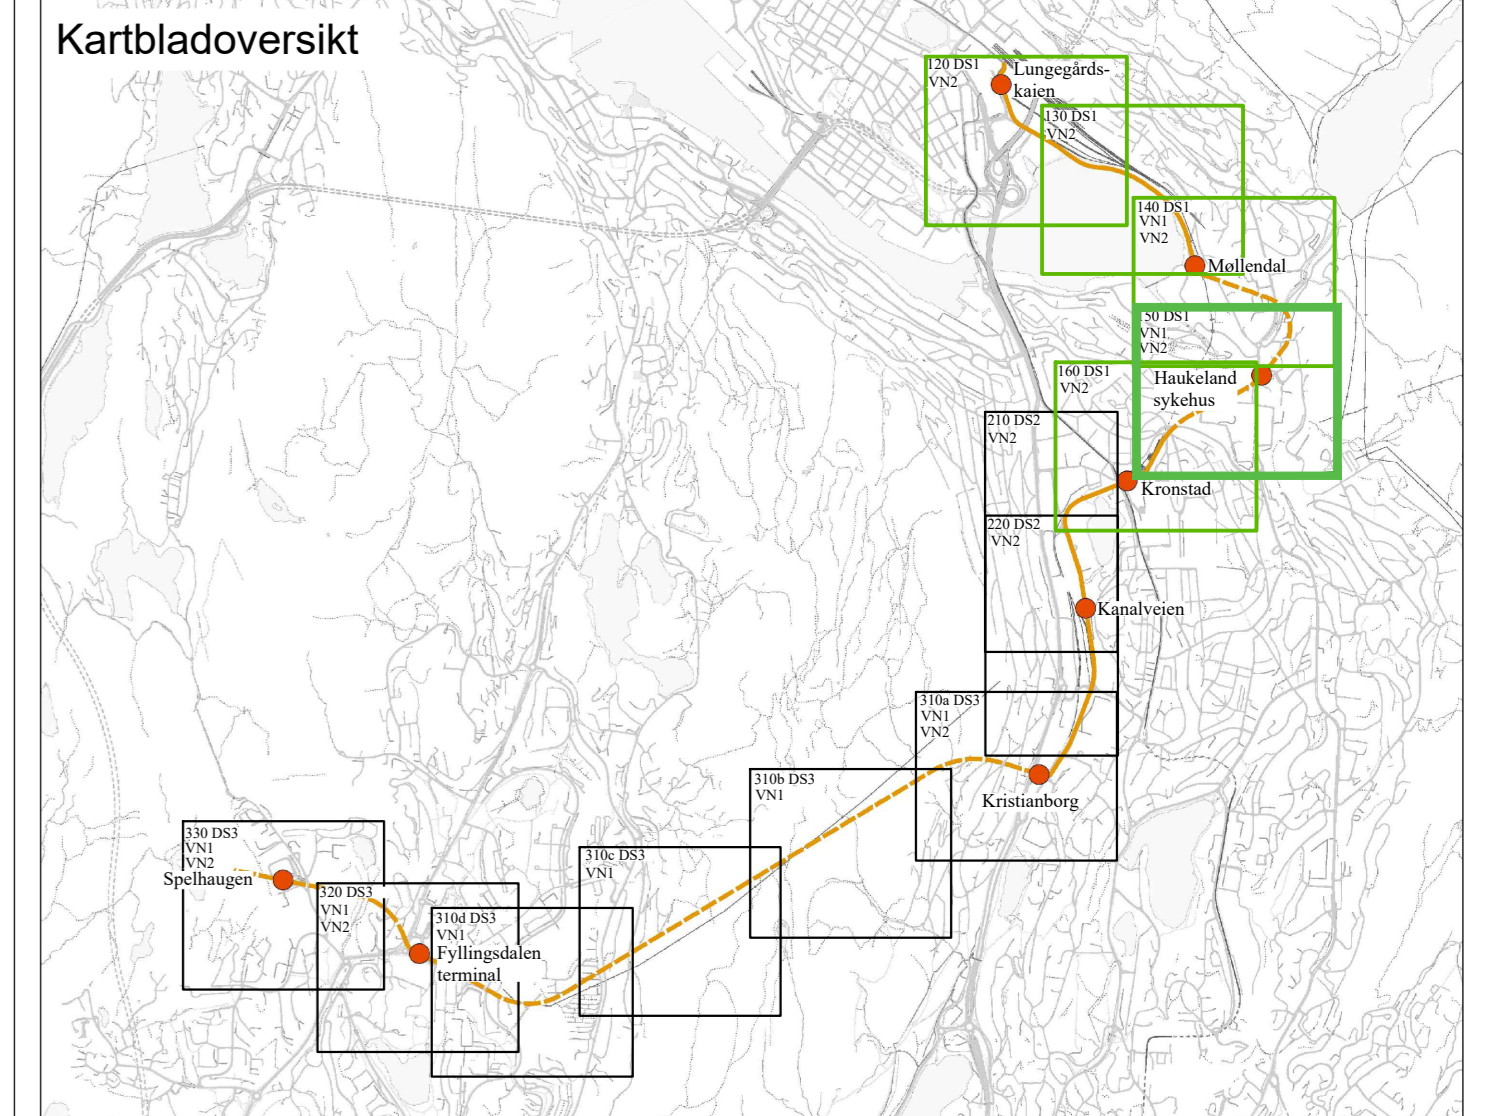 Kartbladoversikt
120 DS1
VN2
Lungegårds-
kaien
130 DS1
VN2
140 DS1
VN1
VN2
Møllendal
50 DS1
VN1
VN2
160 DS1
VN2
Haukeland
sykehus
210 DS2
VN2
Kronstad
220 DS2
VN2
Kanalveien
310a DS3
VN1
VN2
310b DS3
VN1
Kristianborg
330 DS3
VN1
VN2
Spelhaugen
310c DS3
VN1
320 DS3
VN1
VN2
310d DS3
VN1
Fyllingsdalen
terminal